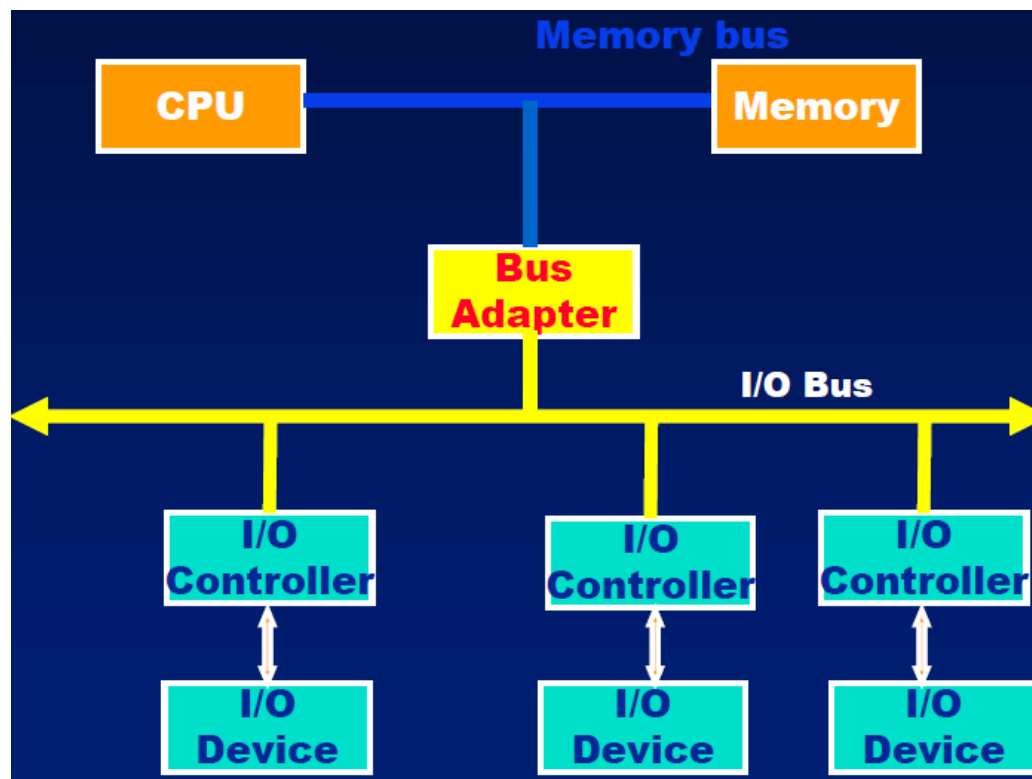 Memory bus
CPU
Memory
Bus
Adapter
I/O Bus
I/O
Controller
I/O
Controller
I/O
Controller
I/O
Device
I/O
Device
I/O
Device